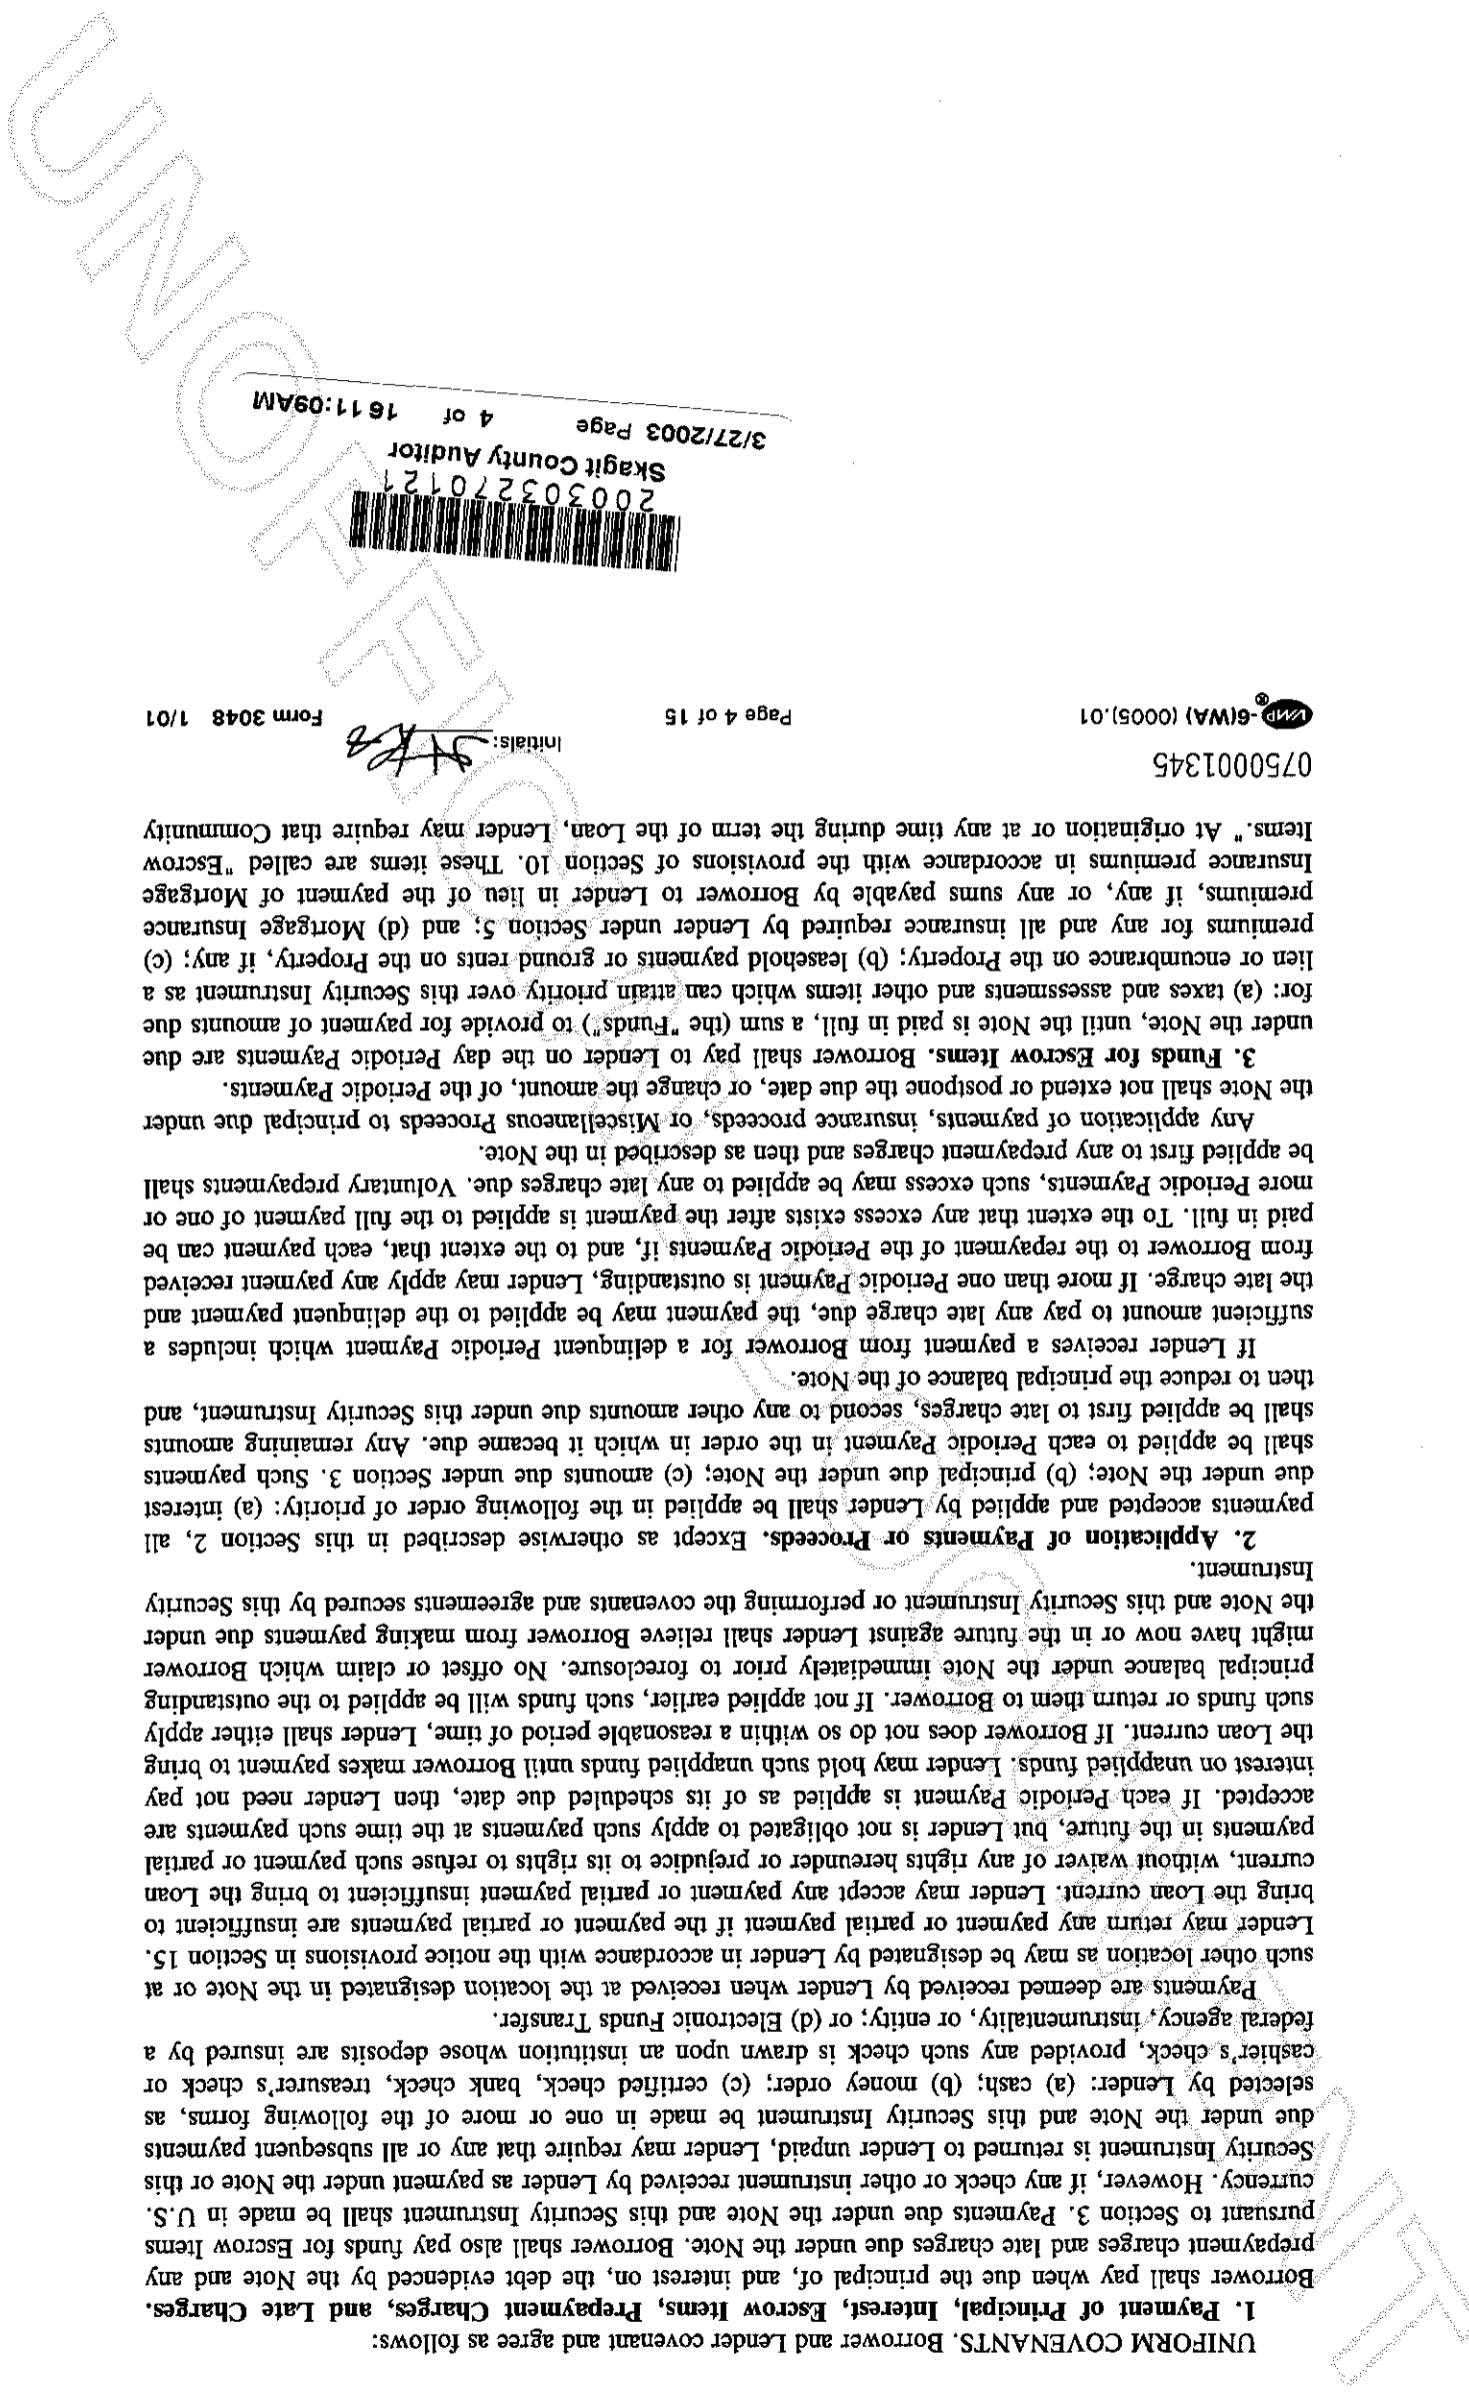 UNIFORM COVENANTS. Borrower and Lender covenant and agree as follows:
1. Payment of Principal, Interest, Escrow Items, Prepayment Charges, and Late Charges.
Borrower shall pay when due the principal of, and interest on, the debt evidenced by the Note and any
prepayment charges and late charges due under the Note. Borrower shall also pay funds for Escrow Items
pursuant to Section 3. Payments due under the Note and this Security Instrument shall be made in U.S.
currency. However, if any check or other instrument received by Lender as payment under the Note or this
Security Instrument is returned to Lender unpaid, Lender may require that any or all subsequent payments
due under the Note and this Security Instrument be made in one or more of the following forms, as
selected by Lender: (a) cash; (b) money order; (c) certified check, bank check, treasurer's check or
cashier's check, provided any such check is drawn upon an institution whose deposits are insured by a
federal agency, instrumentality, or entity; or (d) Electronic Funds Transfer.
Payments are deemed received by Lender when received at the location designated in the Note or at
such other location as may be designated by Lender in accordance with the notice provisions in Section 15.
Lender may return any payment or partial payment if the payment or partial payments are insufficient to
bring the Loan current. Lender may accept any payment or partial payment insufficient to bring the Loan
current, without waiver of any rights hereunder or prejudice to its rights to refuse such payment or partial
payments in the future, but Lender is not obligated to apply such payments at the time such payments are
accepted. If each Periodic Payment is applied as of its scheduled due date, then Lender need not pay
interest on unapplied funds. Lender may hold such unapplied funds until Borrower makes payment to bring
the Loan current. If Borrower does not do so within a reasonable period of time, Lender shall either apply
such funds or return them to Borrower. If not applied earlier, such funds will be applied to the outstanding
principal balance under the Note immediately prior to foreclosure. No offset or claim which Borrower
might have now or in the future against Lender shall relieve Borrower from making payments due under
the Note and this Security Instrument or performing the covenants and agreements secured by this Security
Instrument.
2. Application of Payments or Proceeds. Except as otherwise described in this Section 2, all
payments accepted and applied by Lender shall be applied in the following order of priority: (a) interest
due under the Note; (b) principal due under the Note; (c) amounts due under Section 3. Such payments
shall be applied to each Periodic Payment in the order in which it became due. Any remaining amounts
shall be applied first to late charges, second to any other amounts due under this Security Instrument, and
then to reduce the principal balance of the Note.
If Lender receives a payment from Borrower for a delinquent Periodic Payment which includes a
sufficient amount to pay any late charge due, the payment may be applied to the delinquent payment and
the late charge. If more than one Periodic Payment is outstanding, Lender may apply any payment received
from Borrower to the repayment of the Periodic Payments if, and to the extent that, each payment can be
paid in full. To the extent that any excess exists after the payment is applied to the full payment of one or
more Periodic Payments, such excess may be applied to any late charges due. Voluntary prepayments shall
be applied first to any prepayment charges and then as described in the Note.
Any application of payments, insurance proceeds, or Miscellaneous Proceeds to principal due under
the Note shall not extend or postpone the due date, or change the amount, of the Periodic Payments.
3. Funds for Escrow Items. Borrower shall pay to Lender on the day Periodic Payments are due
under the Note, until the Note is paid in full, a sum (the "Funds") to provide for payment of amounts due
for: (a) taxes and assessments and other items which can attain priority over this Security Instrument as a
lien or encumbrance on the Property; (b) leasehold payments or ground rents on the Property, if any; (c)
premiums for any and all insurance required by Lender under Section 5; and (d) Mortgage Insurance
premiums, if any, or any sums payable by Borrower to Lender in lieu of the payment of Mortgage
Insurance premiums in accordance with the provisions of Section 10. These items are called "Escrow
Items." At origination or at any time during the term of the Loan, Lender may require that Community
0750001345
VMP -6(WA) (0005).01 Page 4 of 15 Initials: Form 3048 1/01
200303270121
Skagit County Auditor
3/27/2003 Page 4 of 16 11:09AM
UNOFFICIAL DOCUMENT